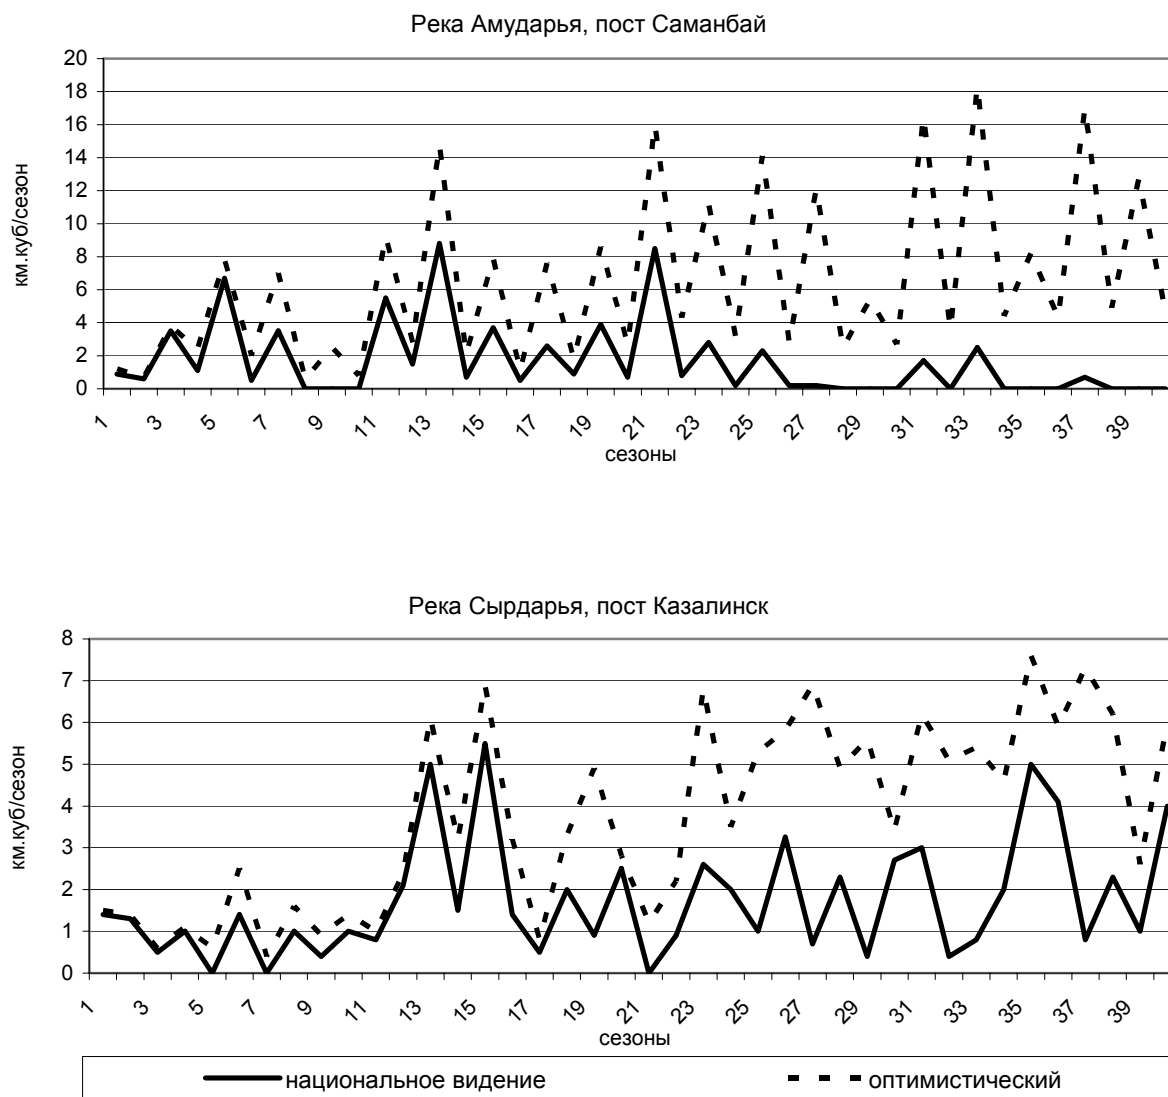 Река Амударья, пост Саманбай
км.куб/сезон
20
18
16
14
12
10
8
6
4
2
0
1 3 5 7 9 11 13 15 17 19 21 23 25 27 29 31 33 35 37 39
сезоны
Река Сырдарья, пост Казалинск
км.куб/сезон
8
7
6
5
4
3
2
1
0
1 3 5 7 9 11 13 15 17 19 21 23 25 27 29 31 33 35 37 39
сезоны
национальное видение оптимистический